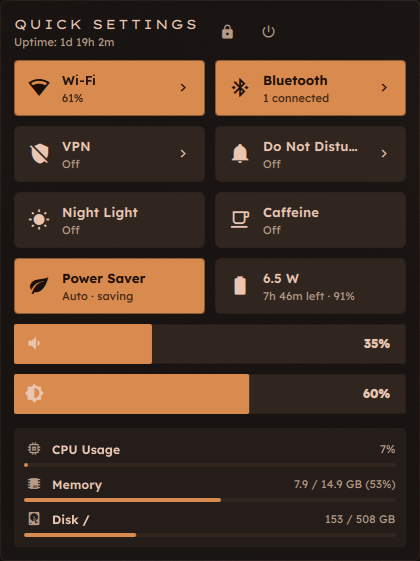 QUICK SETTINGS
Uptime: 1d 19h 2m
Wi-Fi
61%
Bluetooth
1 connected
VPN
Off
Do Not Distu...
Off
Night Light
Off
Caffeine
Off
Power Saver
Auto · saving
6.5 W
7h 46m left · 91%
35%
60%
CPU Usage 7%
Memory 7.9 / 14.9 GB (53%)
Disk / 153 / 508 GB